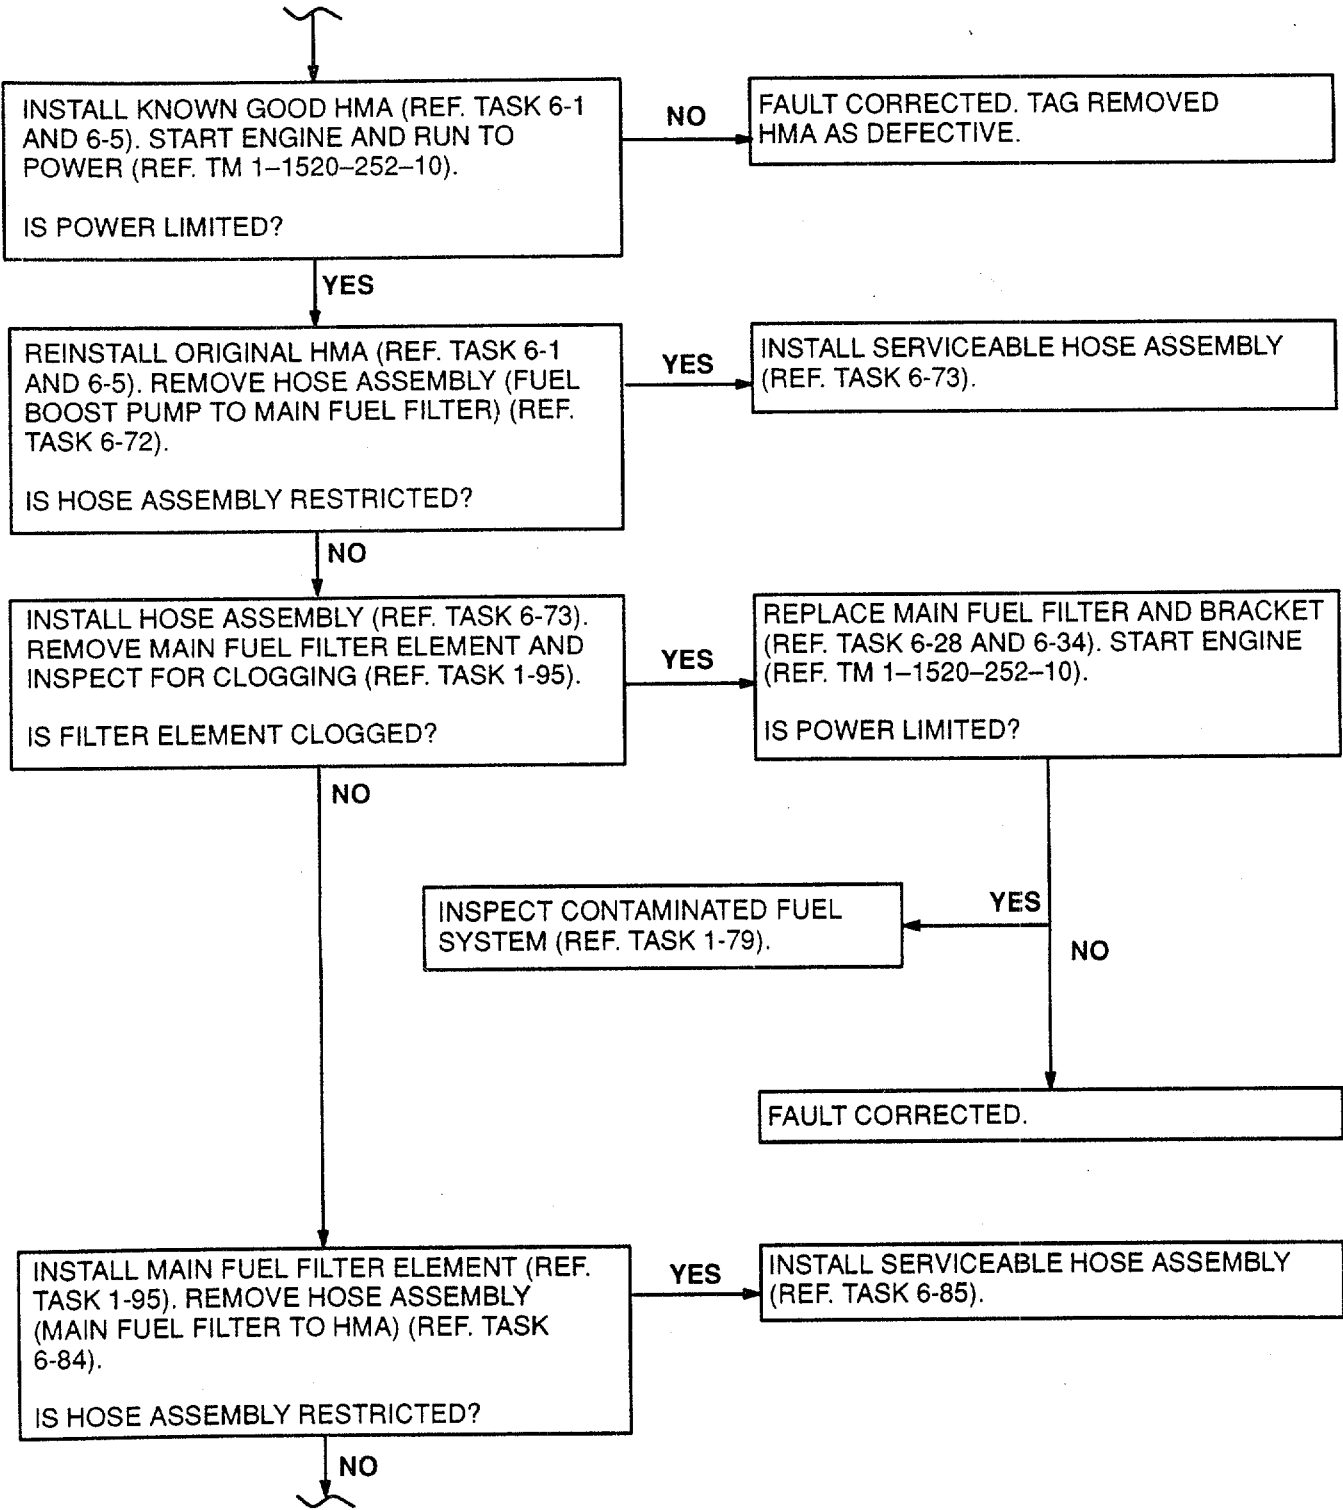 INSTALL KNOWN GOOD HMA (REF. TASK 6-1
AND 6-5). START ENGINE AND RUN TO
POWER (REF. TM 1–1520–252–10).
IS POWER LIMITED?
NO
FAULT CORRECTED. TAG REMOVED
HMA AS DEFECTIVE.
YES
REINSTALL ORIGINAL HMA (REF. TASK 6-1
AND 6-5). REMOVE HOSE ASSEMBLY (FUEL
BOOST PUMP TO MAIN FUEL FILTER) (REF.
TASK 6-72).
IS HOSE ASSEMBLY RESTRICTED?
YES
INSTALL SERVICEABLE HOSE ASSEMBLY
(REF. TASK 6-73).
NO
INSTALL HOSE ASSEMBLY (REF. TASK 6-73).
REMOVE MAIN FUEL FILTER ELEMENT AND
INSPECT FOR CLOGGING (REF. TASK 1-95).
IS FILTER ELEMENT CLOGGED?
YES
REPLACE MAIN FUEL FILTER AND BRACKET
(REF. TASK 6-28 AND 6-34). START ENGINE
(REF. TM 1–1520–252–10).
IS POWER LIMITED?
NO
YES
INSPECT CONTAMINATED FUEL
SYSTEM (REF. TASK 1-79).
NO
FAULT CORRECTED.
INSTALL MAIN FUEL FILTER ELEMENT (REF.
TASK 1-95). REMOVE HOSE ASSEMBLY
(MAIN FUEL FILTER TO HMA) (REF. TASK
6-84).
IS HOSE ASSEMBLY RESTRICTED?
YES
INSTALL SERVICEABLE HOSE ASSEMBLY
(REF. TASK 6-85).
NO